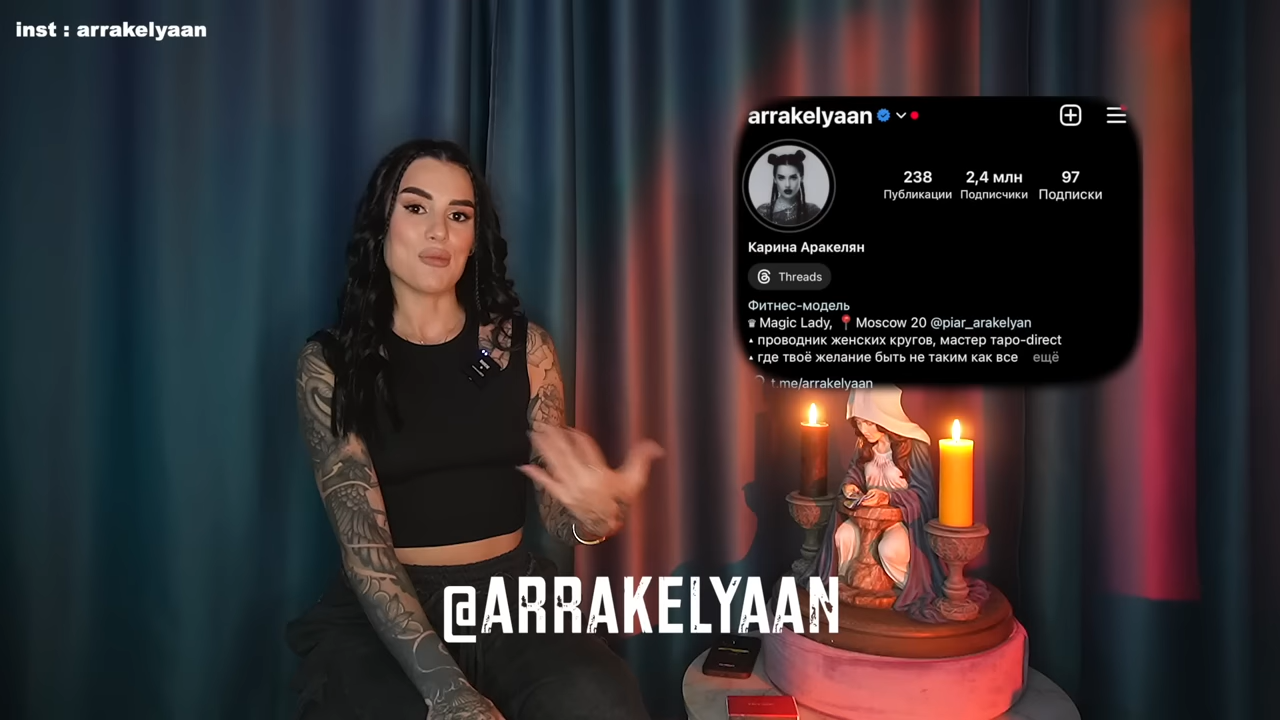 inst : arrakelyaan
arrakelyaan
238 2,4 млн 97
Публикации Подписчики Подписки
Карина Аракелян
Threads
Фитнес-модель
♛ Magic Lady, 📍 Moscow 20 @piar_arakelyan
▴ проводник женских кругов, мастер таро-direct
▴ где твоё желание быть не таким как все ещё
t.me/arrakelyaan
@ARRAKELYAAN